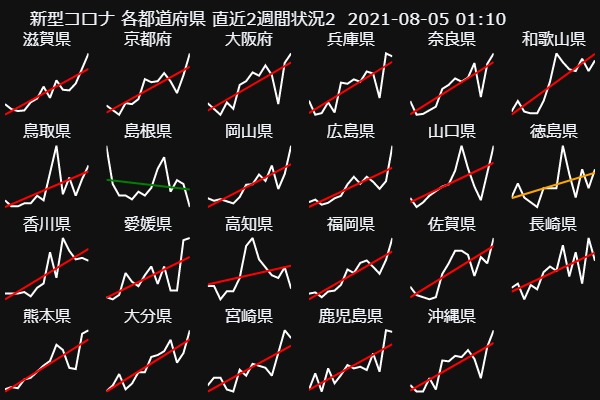 新型コロナ 各都道府県 直近2週間状況2 2021-08-05 01:10
滋賀県 京都府 大阪府 兵庫県 奈良県 和歌山県
鳥取県 島根県 岡山県 広島県 山口県 徳島県
香川県 愛媛県 高知県 福岡県 佐賀県 長崎県
熊本県 大分県 宮崎県 鹿児島県 沖縄県